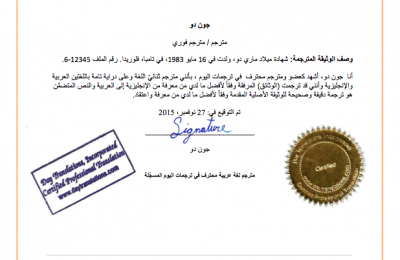 جون دو
مترجم / مترجم فوري
وصف الوثيقة المترجمة: شهادة ميلاد ماري دو، ولدت في 16 مايو 1983، في تامبا، فلوريدا. رقم الملف 12345-6.
أنا جون دو، أشهد كعضو ومترجم محترف في ترجمات اليوم ، بأنني مترجم ثنائي اللغة وعلى دراية تامة باللغتين العربية
والإنجليزية وأنني قد ترجمت (الوثائق) المرفقة وفقاً لأفضل ما لدي من معرفة من الإنجليزية إلى العربية والنص المتضمَّن
هو ترجمة دقيقة وصحيحة للوثيقة الأصلية المقدمة وفقاً لأفضل ما لدي من معرفة واعتقاد.
تم التوقيع في: 27 نوفمبر، 2015
Signature
جون دو
Day Translations, Incorporated
Certified Professional Translation
www.daytranslations.com
Certified
مترجم لغة عربية محترف في ترجمات اليوم المسجّلة